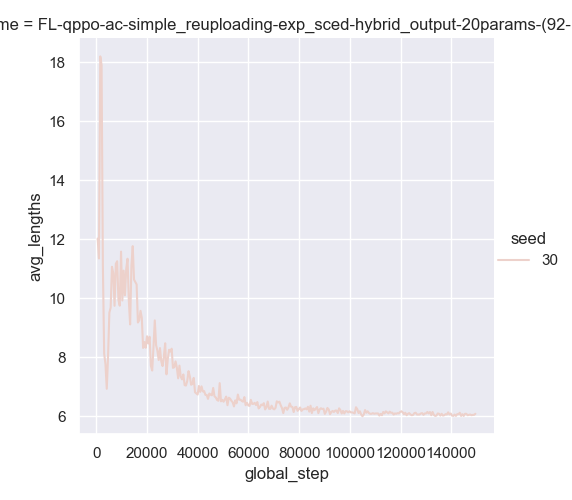 me = FL-qppo-ac-simple_reuploading-exp_sced-hybrid_output-20params-(92-
18
16
14
12
10
8
6
avg_lengths
0 20000 40000 60000 80000 100000 120000 140000
global_step
seed
30